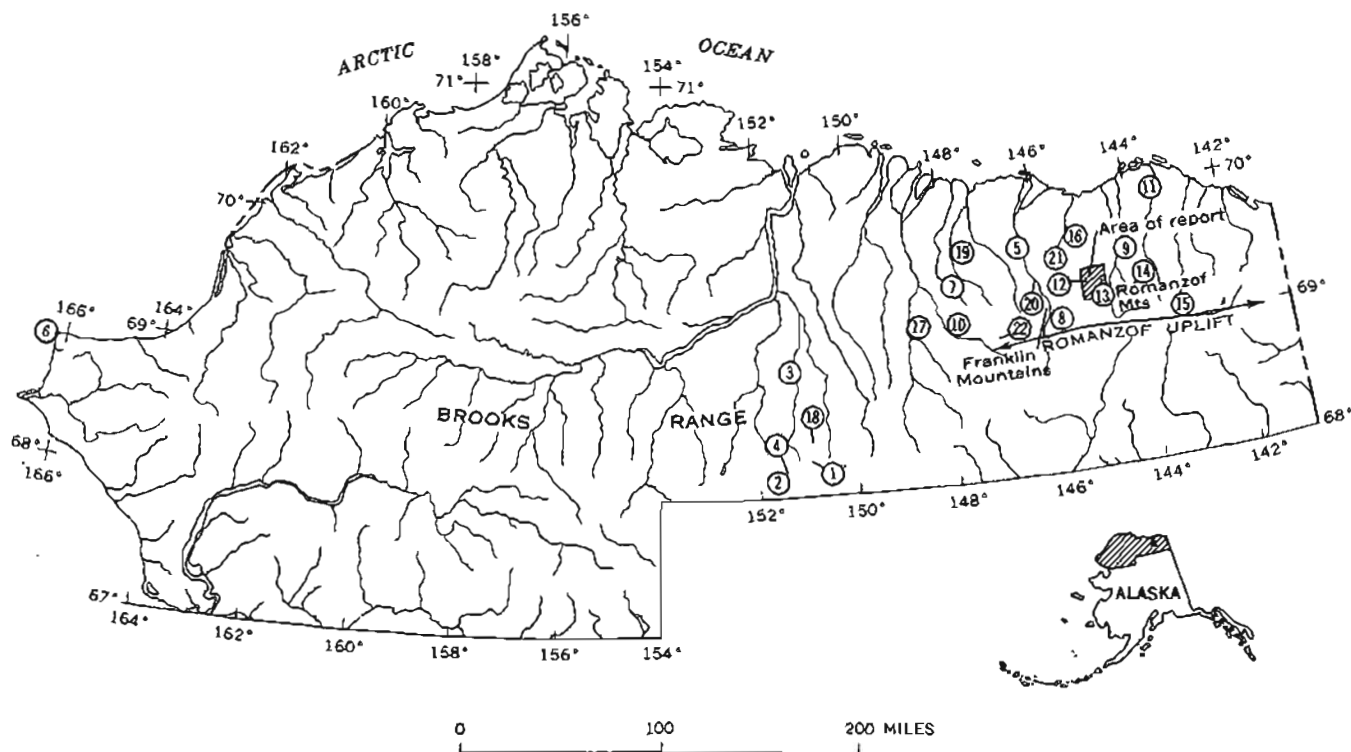 ARCTIC OCEAN
156°
158° 154°
71° 71°
160°
152° 150°
162° 148° 146° 144° 142°
70° 70°
11
Area of report
16
19 5 21 9
7 12 14
Romanzof
Mts
13 15
69°
20
17 10 22 8
ROMANZOF UPLIFT
Franklin
Mountains
6
166° 164°
69°
3
BROOKS RANGE
18
68°
166°
4
2 1
68°
152° 150° 148° 146° 144° 142°
67°
164° 162° 160° 158° 156° 154°
ALASKA
0 100 200 MILES